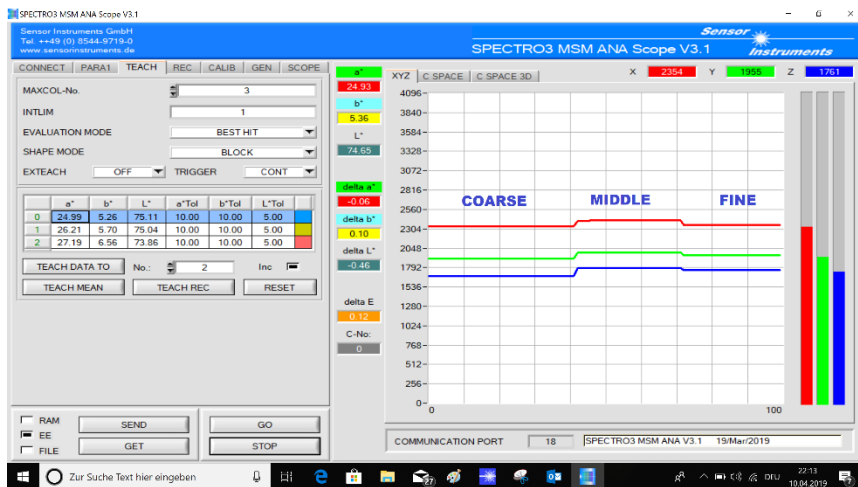 SPECTRO3 MSM ANA Scope V3.1
Sensor Instruments GmbH
Tel. ++49 (0) 8544-9719-0
www.sensorinstruments.de
SPECTRO3 MSM ANA Scope V3.1
Sensor
Instruments
CONNECT PARA1 TEACH REC CALIB GEN SCOPE
MAXCOL-No. 3
INTLIM 1
EVALUATION MODE BEST HIT
SHAPE MODE BLOCK
EXTEACH OFF TRIGGER CONT
a* b* L* a*Tol b*Tol L*Tol
0 24.99 5.26 75.11 10.00 10.00 5.00
1 26.21 5.70 75.04 10.00 10.00 5.00
2 27.19 6.56 73.86 10.00 10.00 5.00
TEACH DATA TO No.: 2 Inc
TEACH MEAN TEACH REC RESET
RAM
EE
FILE
SEND GO
GET STOP
a*
24.93
b*
5.36
L*
74.65
delta a*
-0.06
delta b*
0.10
delta L*
-0.46
delta E
0.12
C-No:
0
XYZ C SPACE C SPACE 3D
X 2354 Y 1955 Z 1761
4096
3840
3584
3328
3072
2816
2560
2304
2048
1792
1536
1280
1024
768
512
256
0
COARSE MIDDLE FINE
0 100
COMMUNICATION PORT 18 SPECTRO3 MSM ANA V3.1 19/Mar/2019
Zur Suche Text hier eingeben
27
DEU
22:13
10.04.2019